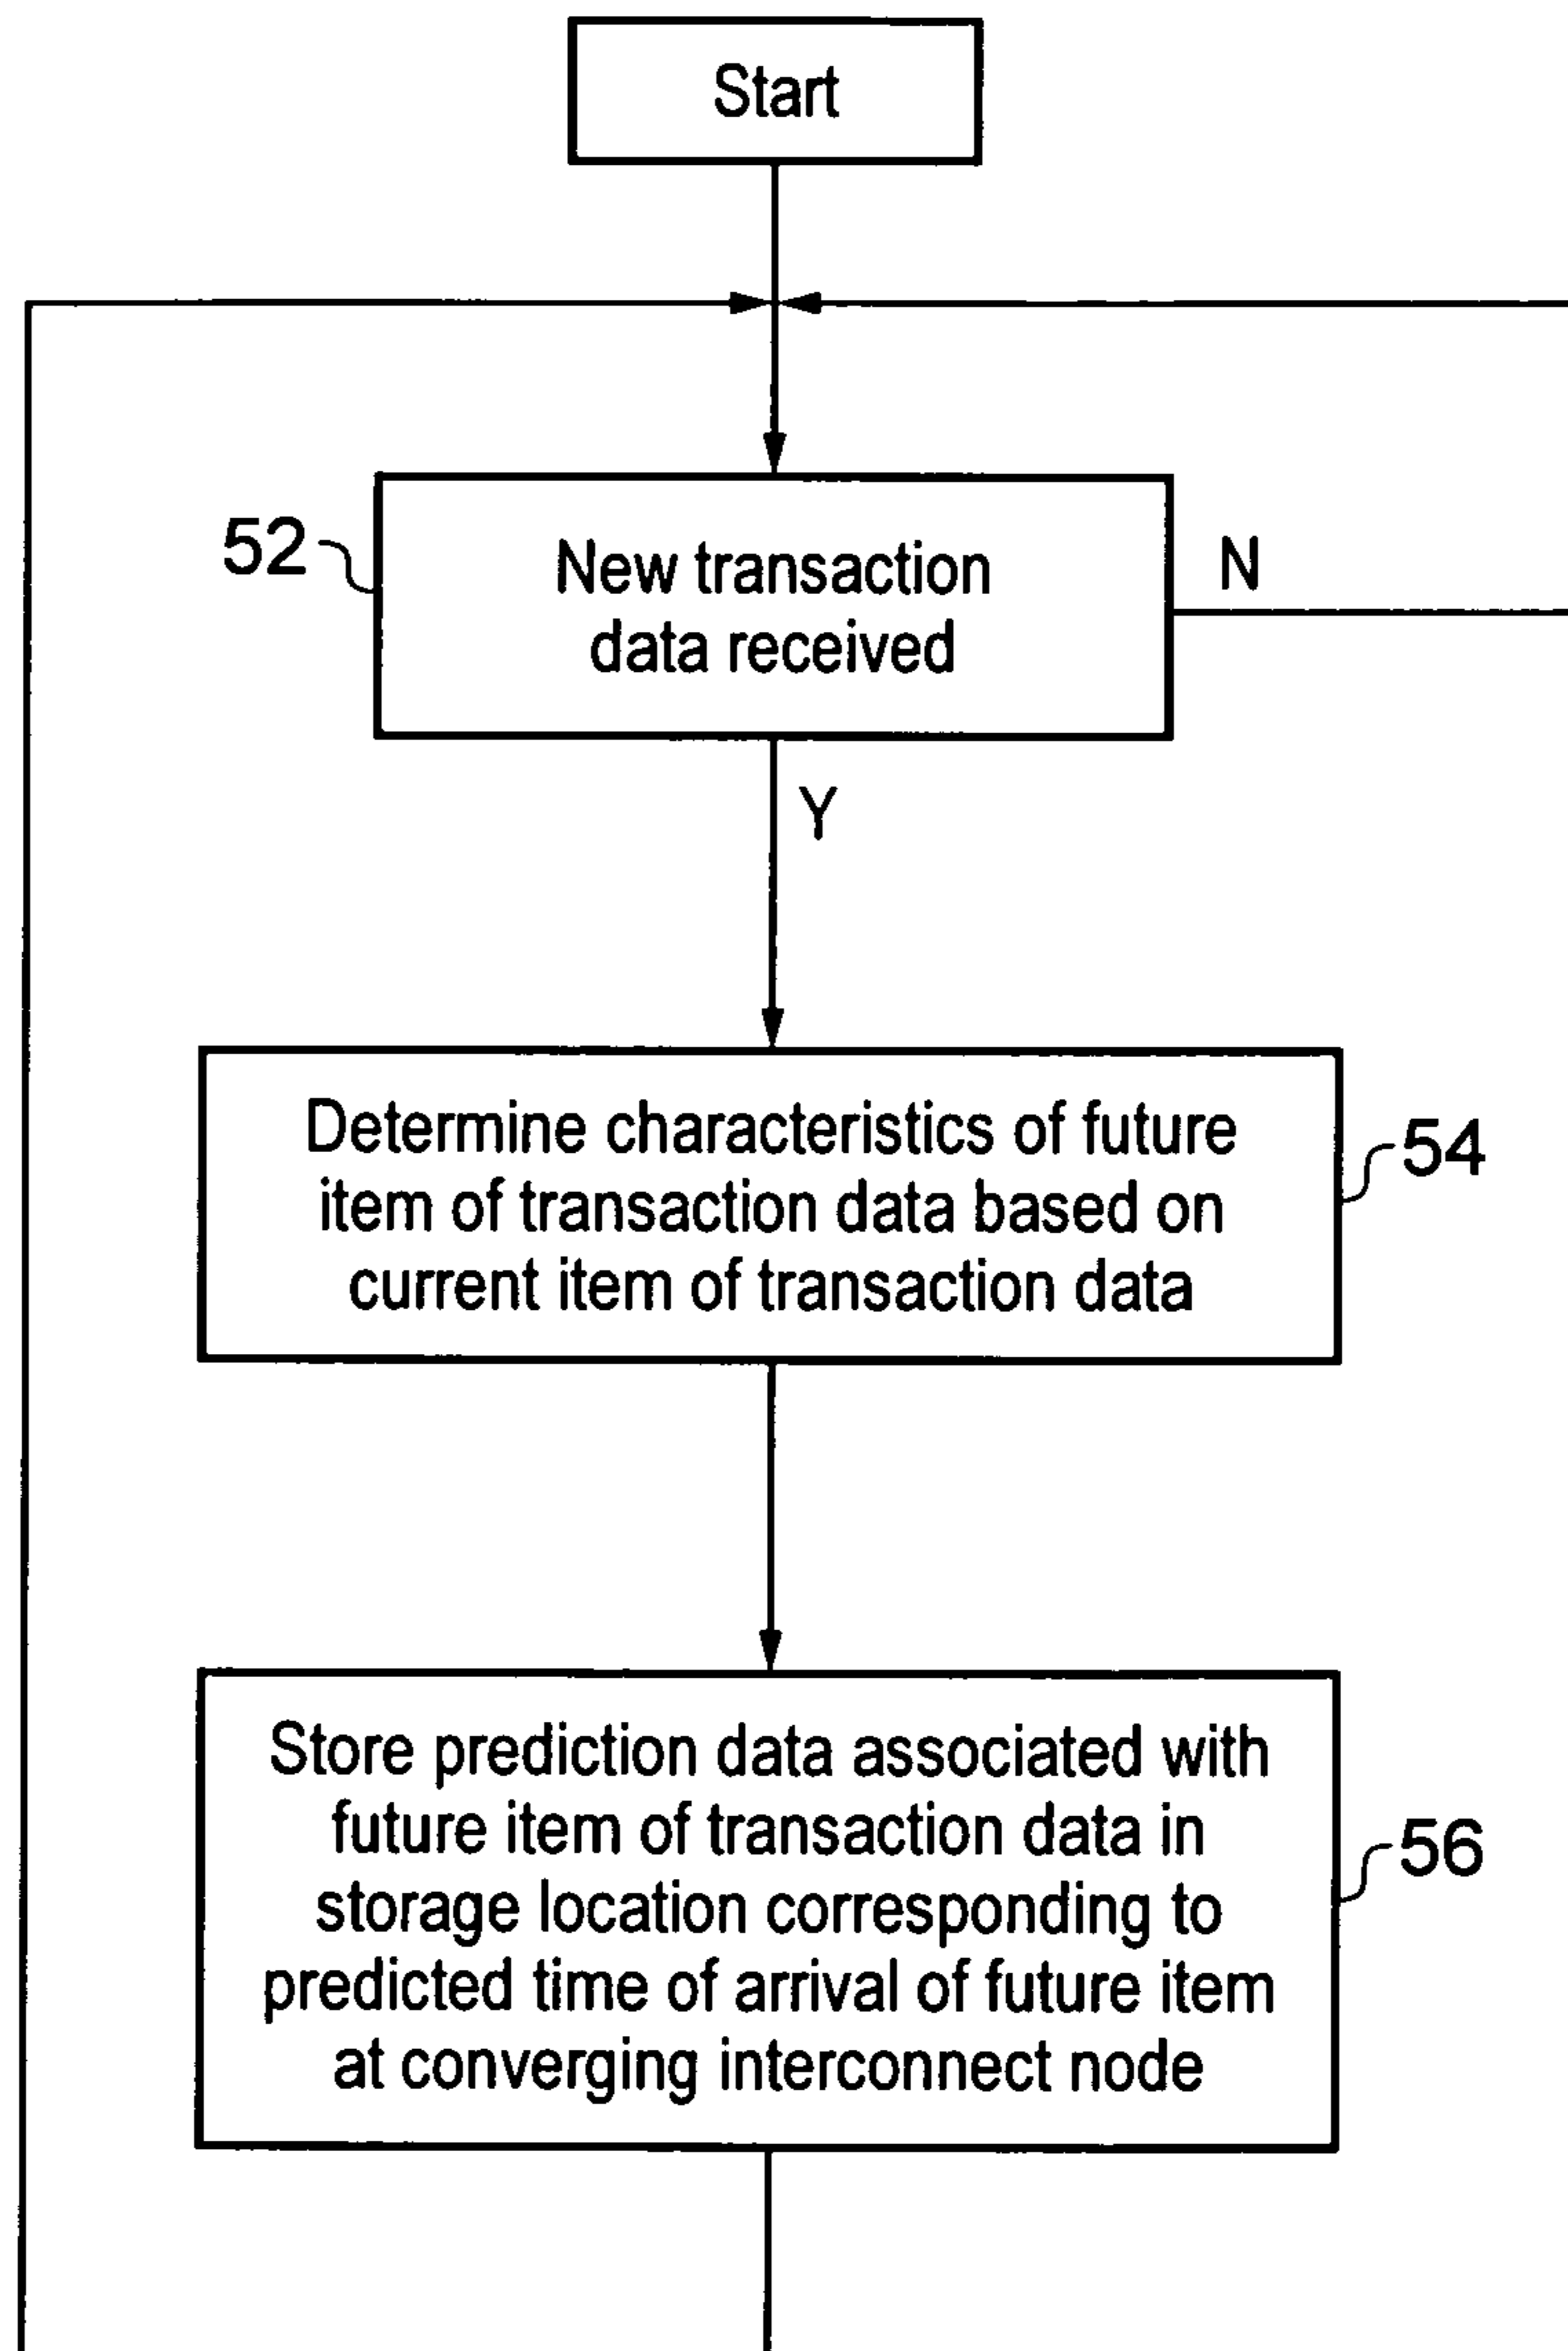 Start
52
New transaction
data received
N
Y
Determine characteristics of future
item of transaction data based on
current item of transaction data
54
Store prediction data associated with
future item of transaction data in
storage location corresponding to
predicted time of arrival of future item
at converging interconnect node
56